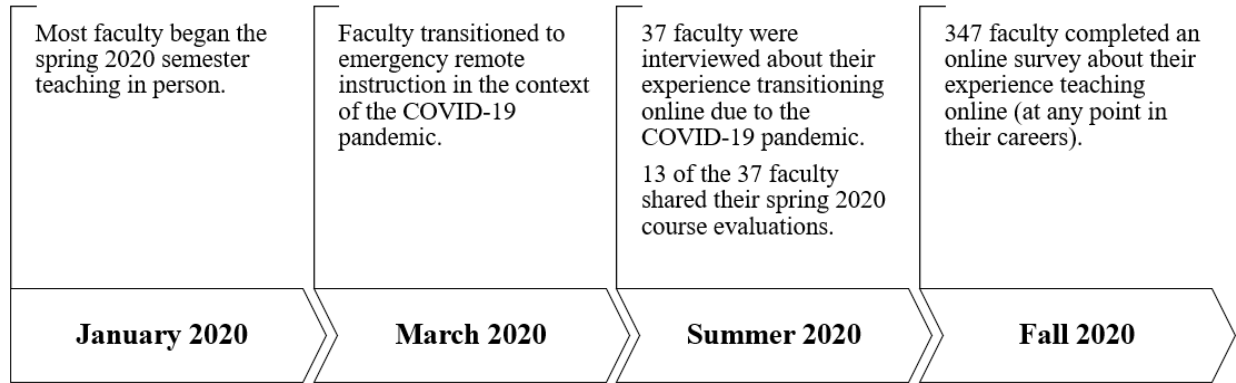 Most faculty began the
spring 2020 semester
teaching in person.
Faculty transitioned to
emergency remote
instruction in the context
of the COVID-19
pandemic.
37 faculty were
interviewed about their
experience transitioning
online due to the
COVID-19 pandemic.
13 of the 37 faculty
shared their spring 2020
course evaluations.
347 faculty completed an
online survey about their
experience teaching
online (at any point in
their careers).
January 2020
March 2020
Summer 2020
Fall 2020